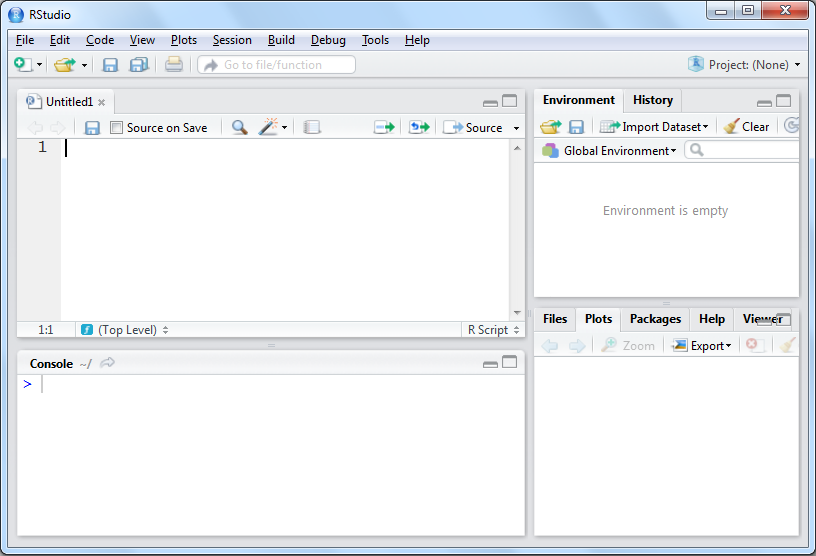 RStudio
File Edit Code View Plots Session Build Debug Tools Help
Go to file/function
Project: (None)
Untitled1
Source on Save
Source
1
1:1
(Top Level)
R Script
Console ~/
>
Environment History
Import Dataset
Clear
Global Environment
Environment is empty
Files Plots Packages Help Viewer
Zoom
Export